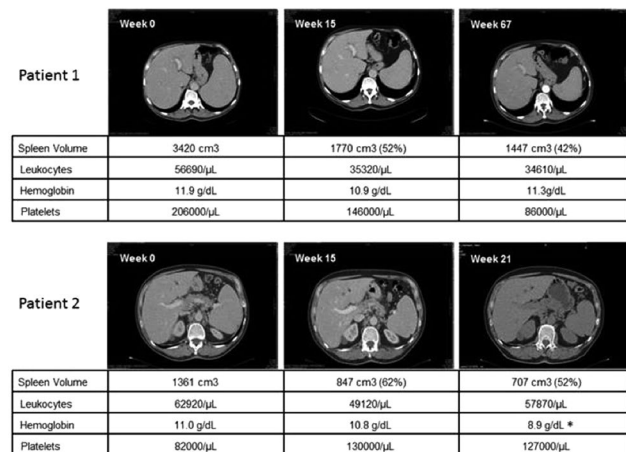 Week 0 Week 15 Week 67
Patient 1
Spleen Volume 3420 cm3 1770 cm3 (52%) 1447 cm3 (42%)
Leukocytes 56690/µL 35320/µL 34610/µL
Hemoglobin 11.9 g/dL 10.9 g/dL 11.3g/dL
Platelets 206000/µL 146000/µL 86000/µL
Week 0 Week 15 Week 21
Patient 2
Spleen Volume 1361 cm3 847 cm3 (62%) 707 cm3 (52%)
Leukocytes 62920/µL 49120/µL 57870/µL
Hemoglobin 11.0 g/dL 10.8 g/dL 8.9 g/dL *
Platelets 82000/µL 130000/µL 127000/µL